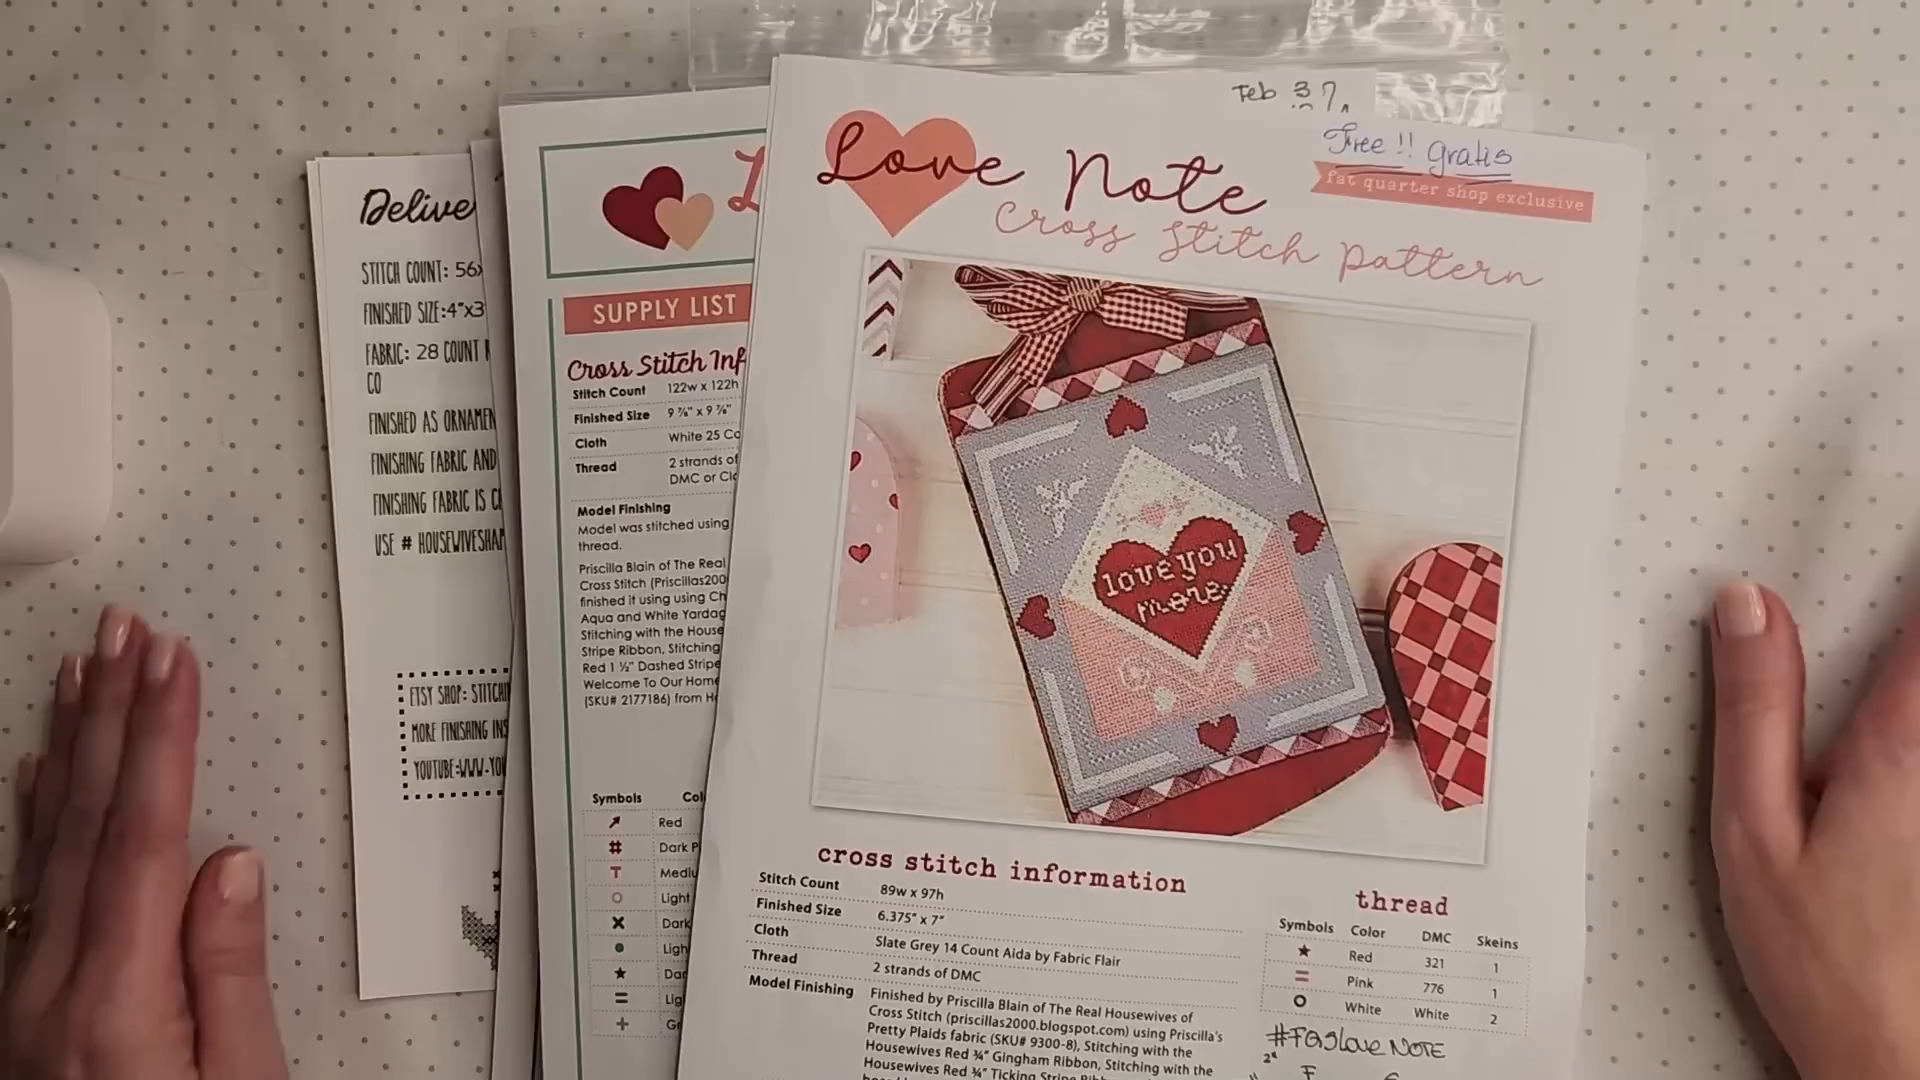 Delive
STITCH COUNT: 56x
FINISHED SIZE:4"x3
FABRIC: 28 COUNT
CO
FINISHED AS ORNAMEN
FINISHING FABRIC AND
FINISHING FABRIC IS C
USE # HOUSEWIVESHA
ETSY SHOP: STITCHI
MORE FINISHING INS
YOUTUBE:WWW.YOU
L
SUPPLY LIST
Cross Stitch Inf
Stitch Count 122w x 122h
Finished Size 9 ⅞" x 9 ⅞"
Cloth White 25 Co
Thread 2 strands of
DMC or Clo
Model Finishing
Model was stitched using
thread.
Priscilla Blain of The Real
Cross Stitch (Priscillas200
finished it using using Ch
Aqua and White Yardag
Stitching with the House
Stripe Ribbon, Stitching
Red 1 ½" Dashed Stripe
Welcome To Our Home
(SKU# 2177186) from Ho
Symbols Col
Red
Dark P
Mediu
Light
Dark
Ligh
Dar
Lig
Gr
Feb 37
Free !! gratis
fat quarter shop exclusive
Love Note
Cross Stitch Pattern
love you
more
cross stitch information
Stitch Count 89w x 97h
Finished Size 6.375" x 7"
Cloth Slate Grey 14 Count Aida by Fabric Flair
Thread 2 strands of DMC
Model Finishing Finished by Priscilla Blain of The Real Housewives of
Cross Stitch (priscillas2000.blogspot.com) using Priscilla's
Pretty Plaids fabric (SKU# 9300-8), Stitching with the
Housewives Red ¾" Gingham Ribbon, Stitching with the
Housewives Red ¾" Ticking Stripe
thread
Symbols Color DMC Skeins
★ Red 321 1
= Pink 776 1
O White White 2
#FQSLove NOTE